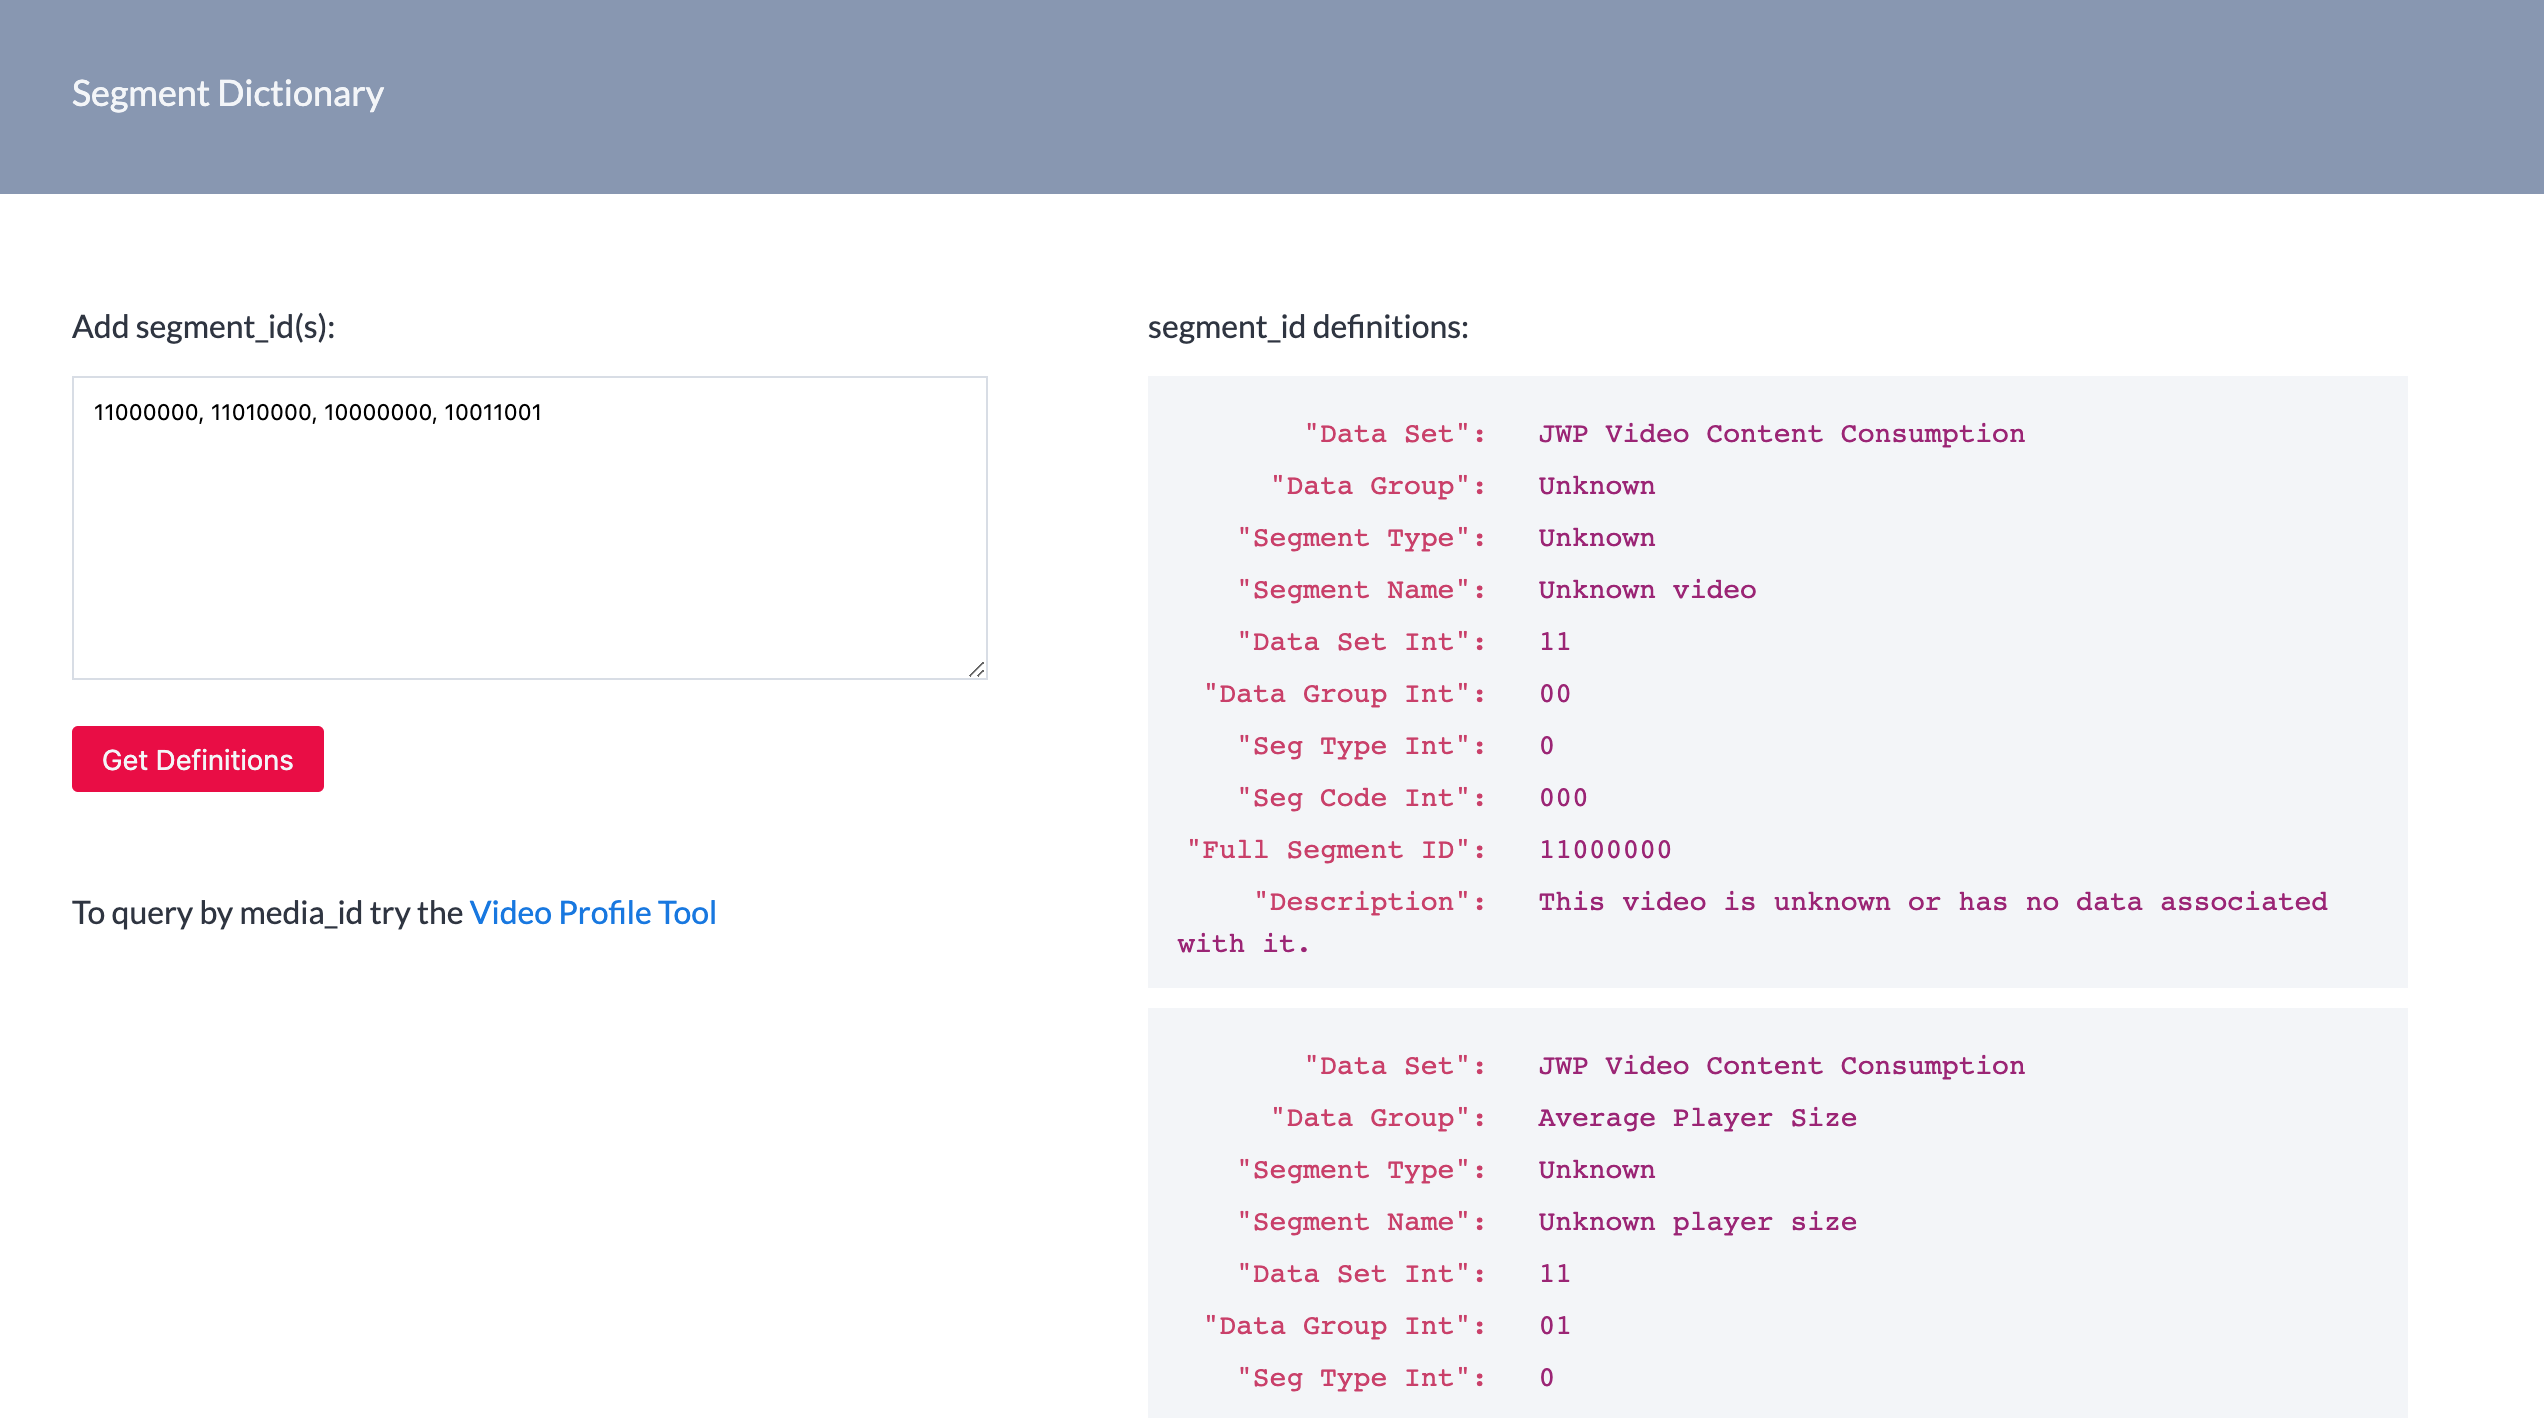 Segment Dictionary
Add segment_id(s):
11000000, 11010000, 10000000, 10011001
Get Definitions
To query by media_id try the Video Profile Tool
segment_id definitions:
"Data Set": JWP Video Content Consumption
"Data Group": Unknown
"Segment Type": Unknown
"Segment Name": Unknown video
"Data Set Int": 11
"Data Group Int": 00
"Seg Type Int": 0
"Seg Code Int": 000
"Full Segment ID": 11000000
"Description": This video is unknown or has no data associated
with it.
"Data Set": JWP Video Content Consumption
"Data Group": Average Player Size
"Segment Type": Unknown
"Segment Name": Unknown player size
"Data Set Int": 11
"Data Group Int": 01
"Seg Type Int": 0